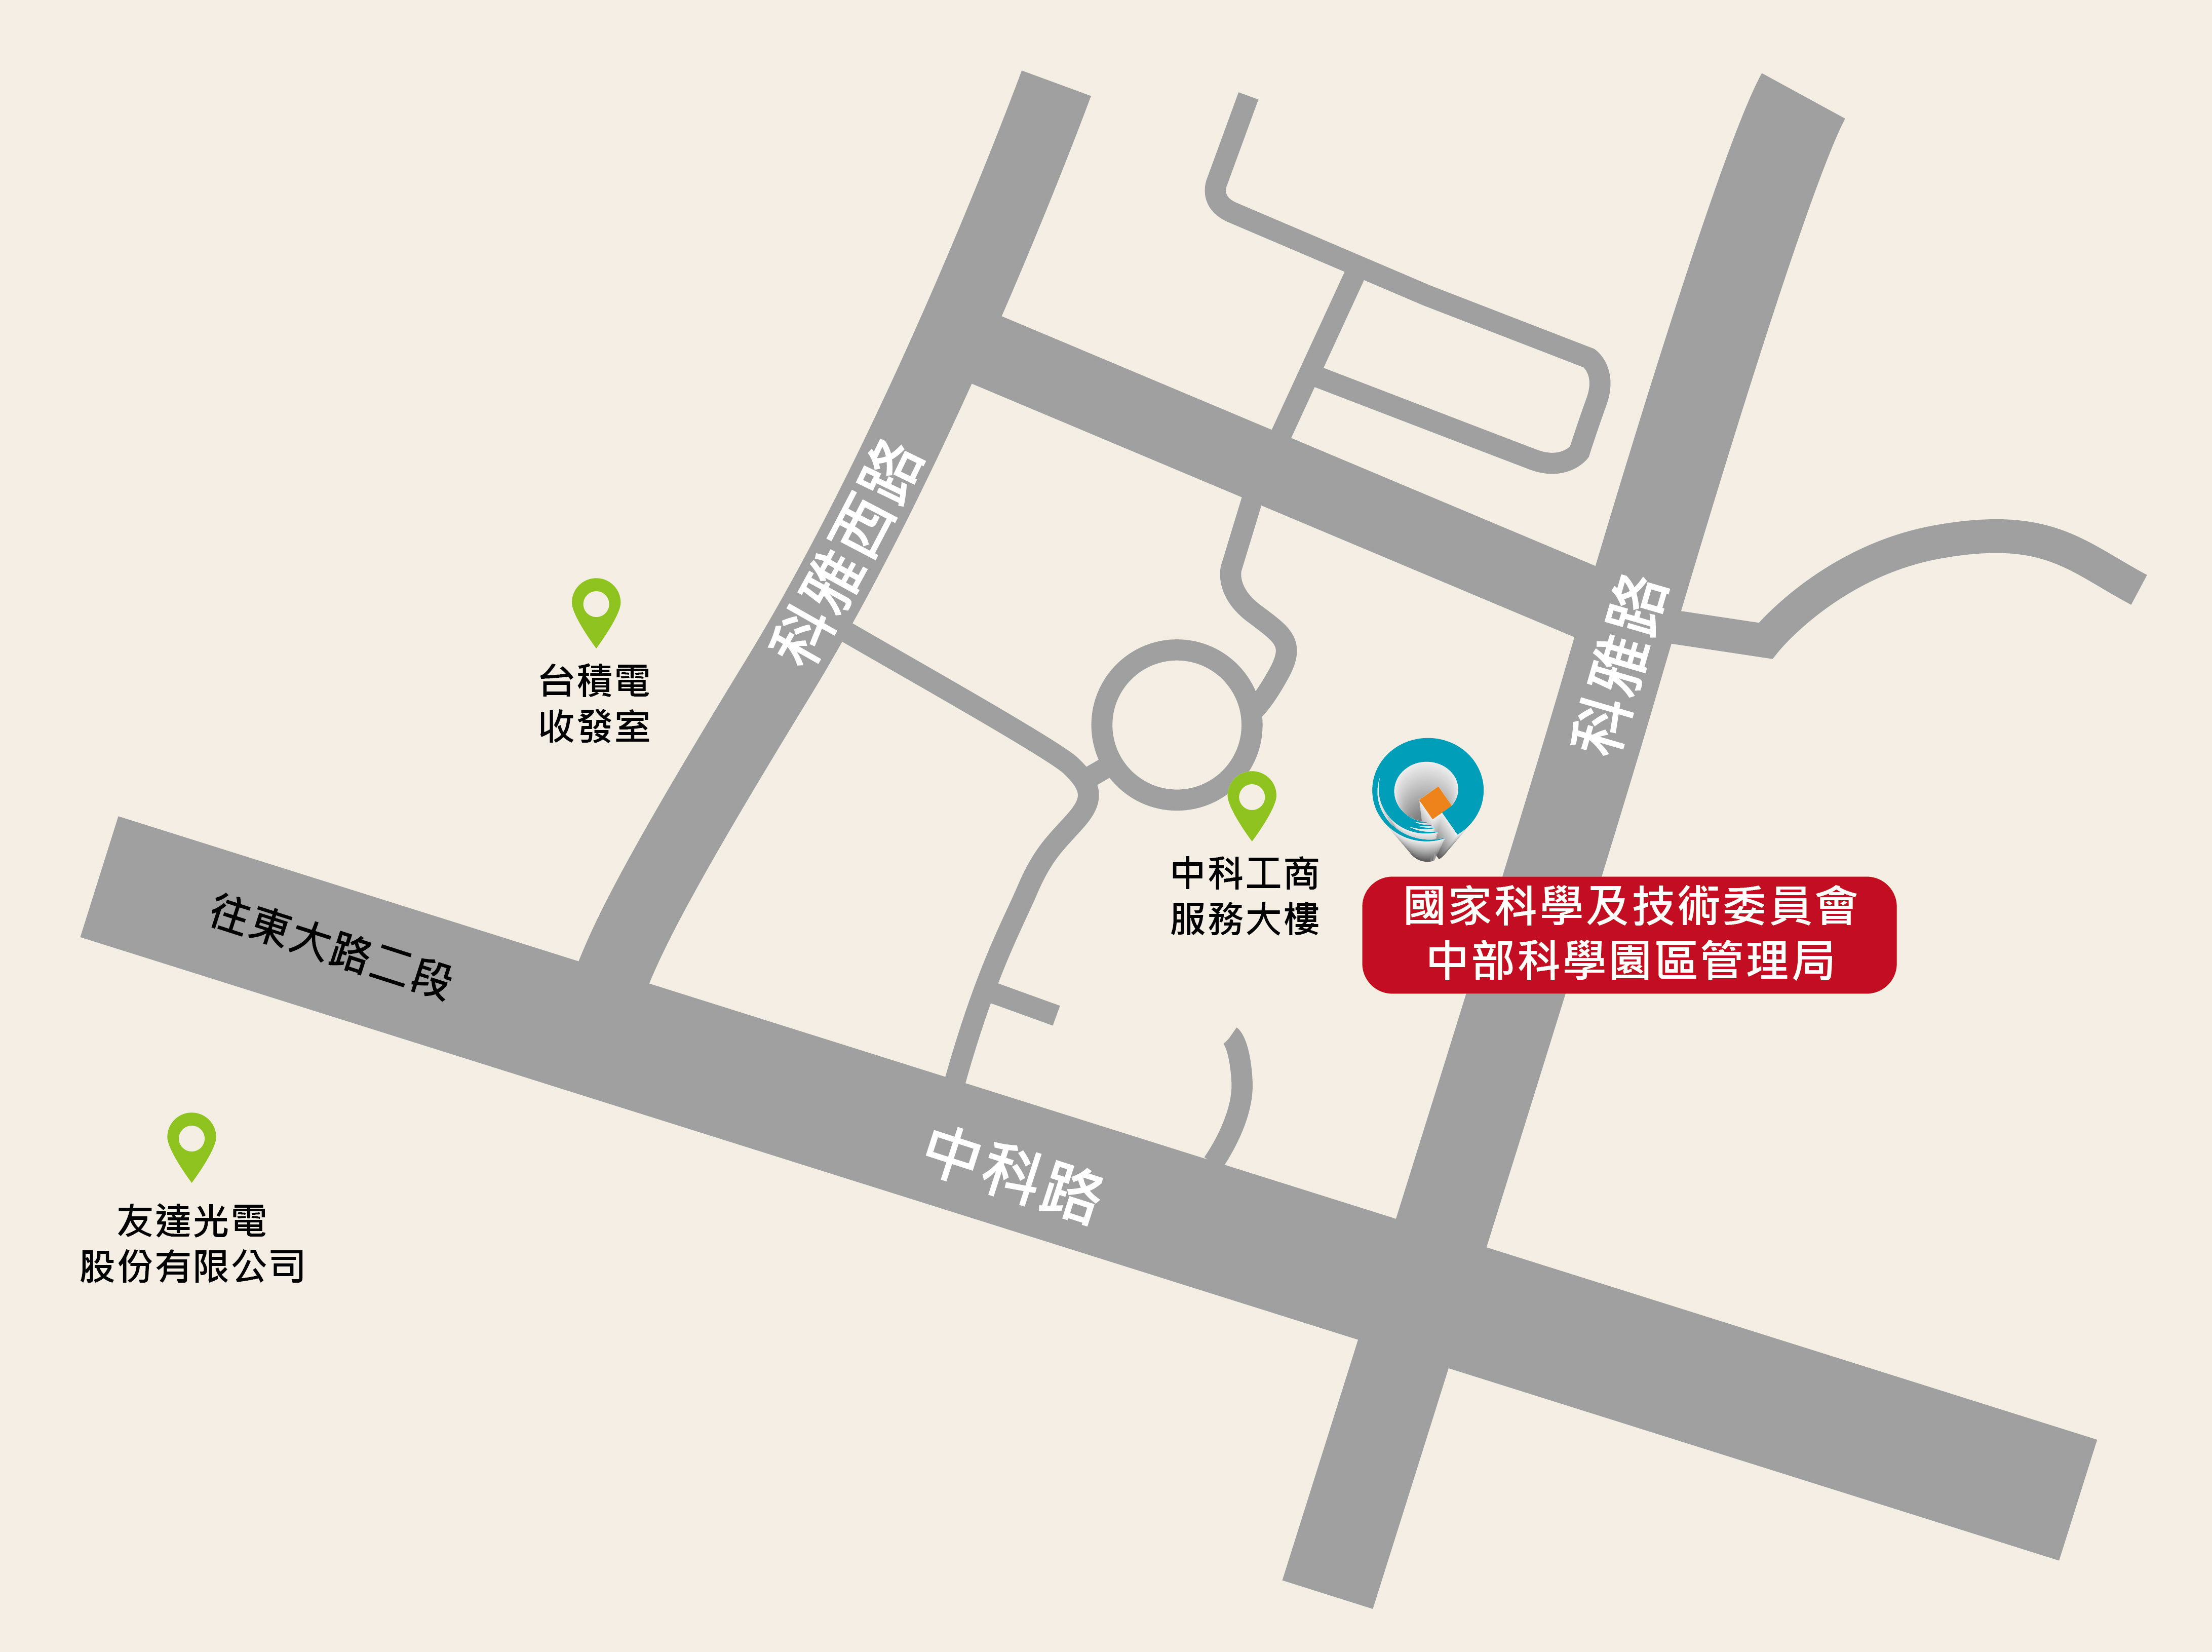 科雅西路
科雅路
台積電
收發室
中科工商
服務大樓
國家科學及技術委員會
中部科學園區管理局
往東大路二段
中科路
友達光電
股份有限公司